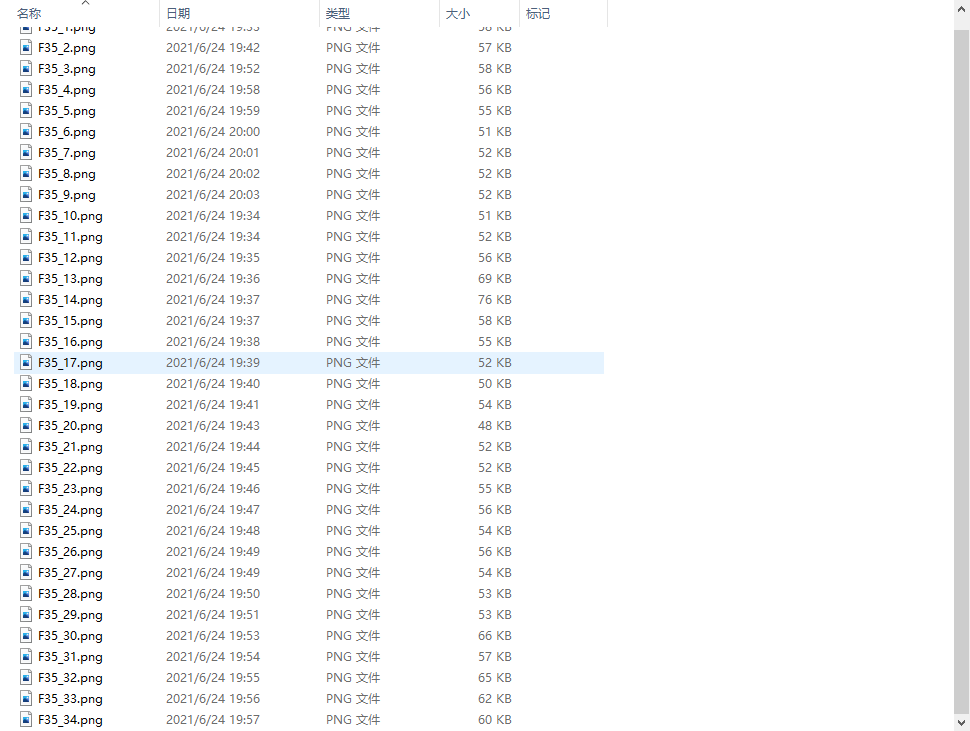 名称 日期 类型 大小 标记
F35_1.png 2021/6/24 19:33 PNG 文件 58 KB
F35_2.png 2021/6/24 19:42 PNG 文件 57 KB
F35_3.png 2021/6/24 19:52 PNG 文件 58 KB
F35_4.png 2021/6/24 19:58 PNG 文件 56 KB
F35_5.png 2021/6/24 19:59 PNG 文件 55 KB
F35_6.png 2021/6/24 20:00 PNG 文件 51 KB
F35_7.png 2021/6/24 20:01 PNG 文件 52 KB
F35_8.png 2021/6/24 20:02 PNG 文件 52 KB
F35_9.png 2021/6/24 20:03 PNG 文件 52 KB
F35_10.png 2021/6/24 19:34 PNG 文件 51 KB
F35_11.png 2021/6/24 19:34 PNG 文件 52 KB
F35_12.png 2021/6/24 19:35 PNG 文件 56 KB
F35_13.png 2021/6/24 19:36 PNG 文件 69 KB
F35_14.png 2021/6/24 19:37 PNG 文件 76 KB
F35_15.png 2021/6/24 19:37 PNG 文件 58 KB
F35_16.png 2021/6/24 19:38 PNG 文件 55 KB
F35_17.png 2021/6/24 19:39 PNG 文件 52 KB
F35_18.png 2021/6/24 19:40 PNG 文件 50 KB
F35_19.png 2021/6/24 19:41 PNG 文件 54 KB
F35_20.png 2021/6/24 19:43 PNG 文件 48 KB
F35_21.png 2021/6/24 19:44 PNG 文件 52 KB
F35_22.png 2021/6/24 19:45 PNG 文件 52 KB
F35_23.png 2021/6/24 19:46 PNG 文件 55 KB
F35_24.png 2021/6/24 19:47 PNG 文件 56 KB
F35_25.png 2021/6/24 19:48 PNG 文件 54 KB
F35_26.png 2021/6/24 19:49 PNG 文件 56 KB
F35_27.png 2021/6/24 19:49 PNG 文件 54 KB
F35_28.png 2021/6/24 19:50 PNG 文件 53 KB
F35_29.png 2021/6/24 19:51 PNG 文件 53 KB
F35_30.png 2021/6/24 19:53 PNG 文件 66 KB
F35_31.png 2021/6/24 19:54 PNG 文件 57 KB
F35_32.png 2021/6/24 19:55 PNG 文件 65 KB
F35_33.png 2021/6/24 19:56 PNG 文件 62 KB
F35_34.png 2021/6/24 19:57 PNG 文件 60 KB